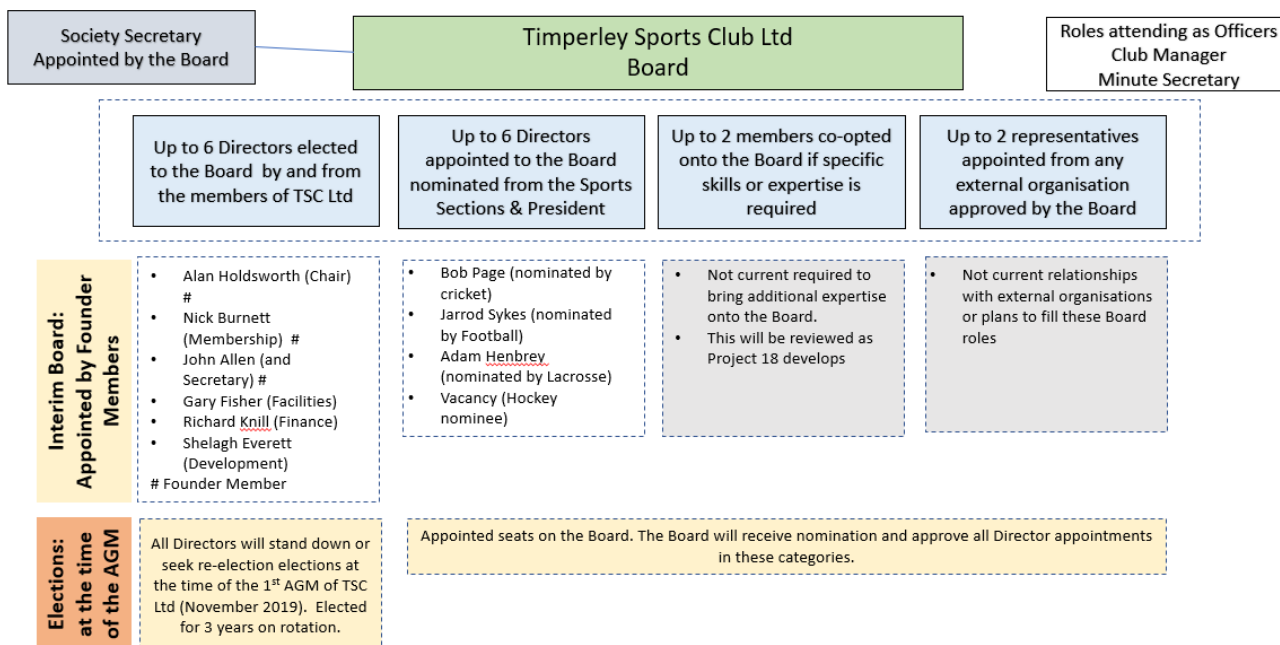 Society Secretary
Appointed by the Board
Timperley Sports Club Ltd
Board
Roles attending as Officers
Club Manager
Minute Secretary
Up to 6 Directors elected
to the Board by and from
the members of TSC Ltd
Up to 6 Directors
appointed to the Board
nominated from the Sports
Sections & President
Up to 2 members co-opted
onto the Board if specific
skills or expertise is
required
Up to 2 representatives
appointed from any
external organisation
approved by the Board
Interim Board:
Appointed by Founder
Members
• Alan Holdsworth (Chair)
#
• Nick Burnett
(Membership) #
• John Allen (and
Secretary) #
• Gary Fisher (Facilities)
• Richard Knill (Finance)
• Shelagh Everett
(Development)
# Founder Member
• Bob Page (nominated by
cricket)
• Jarrod Sykes (nominated
by Football)
• Adam Henbrey
(nominated by Lacrosse)
• Vacancy (Hockey
nominee)
• Not current required to
bring additional expertise
onto the Board.
• This will be reviewed as
Project 18 develops
• Not current relationships
with external organisations
or plans to fill these Board
roles
Elections:
at the time
of the AGM
All Directors will stand down or
seek re-election elections at
the time of the 1st AGM of TSC
Ltd (November 2019). Elected
for 3 years on rotation.
Appointed seats on the Board. The Board will receive nomination and approve all Director appointments
in these categories.